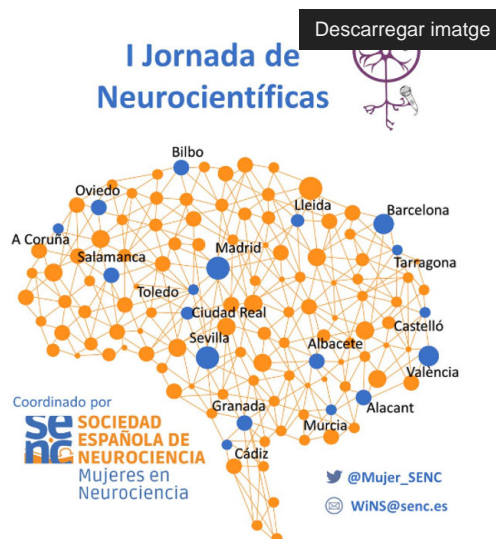 Descarregar imatge
I Jornada de
Neurocientíficas
Bilbo
Oviedo
Lleida
Barcelona
A Coruña
Salamanca
Madrid
Tarragona
Toledo
Ciudad Real
Castelló
Sevilla
Albacete
València
Coordinado por
Granada
Alacant
Murcia
senc
SOCIEDAD
ESPAÑOLA DE
NEUROCIENCIA
Mujeres en
Neurociencia
Cádiz
@Mujer_SENC
WiNS@senc.es